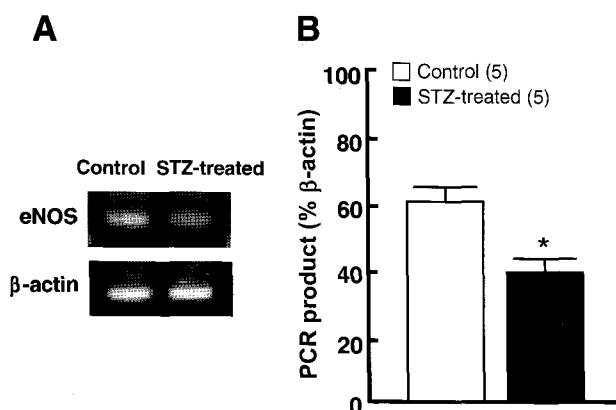 A
Control STZ-treated
eNOS
β-actin
B
Control (5)
STZ-treated (5)
PCR product (% β-actin)
100
80
60
40
20
0
*